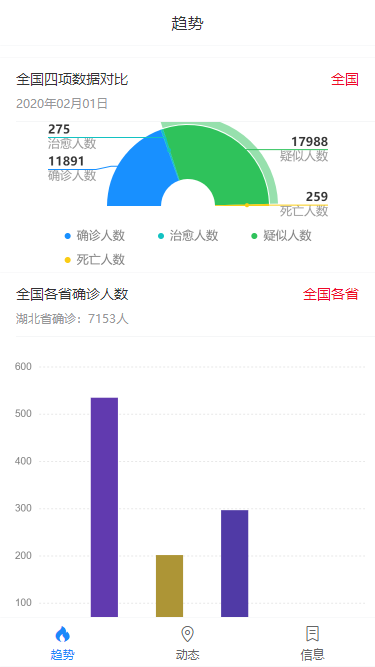 趋势
全国四项数据对比 全国
2020年02月01日
275
治愈人数
17988
疑似人数
11891
确诊人数
259
死亡人数
确诊人数 治愈人数 疑似人数
死亡人数
全国各省确诊人数 全国各省
湖北省确诊：7153人
600
500
400
300
200
100
趋势 动态 信息